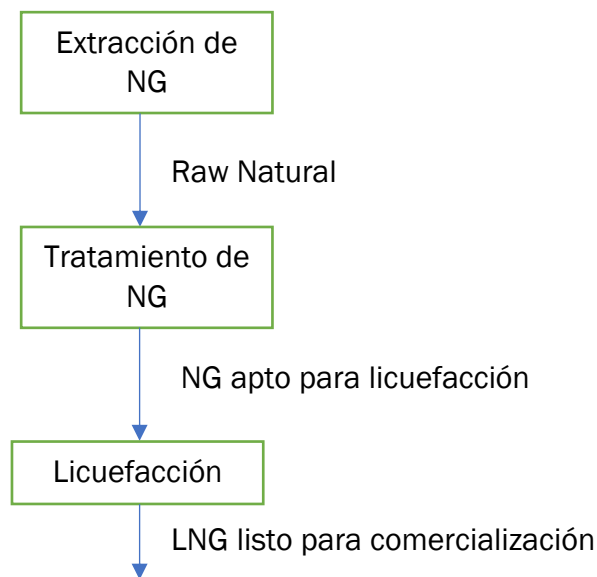 Extracción de
NG
Raw Natural
Tratamiento de
NG
NG apto para licuefacción
Licuefacción
LNG listo para comercialización